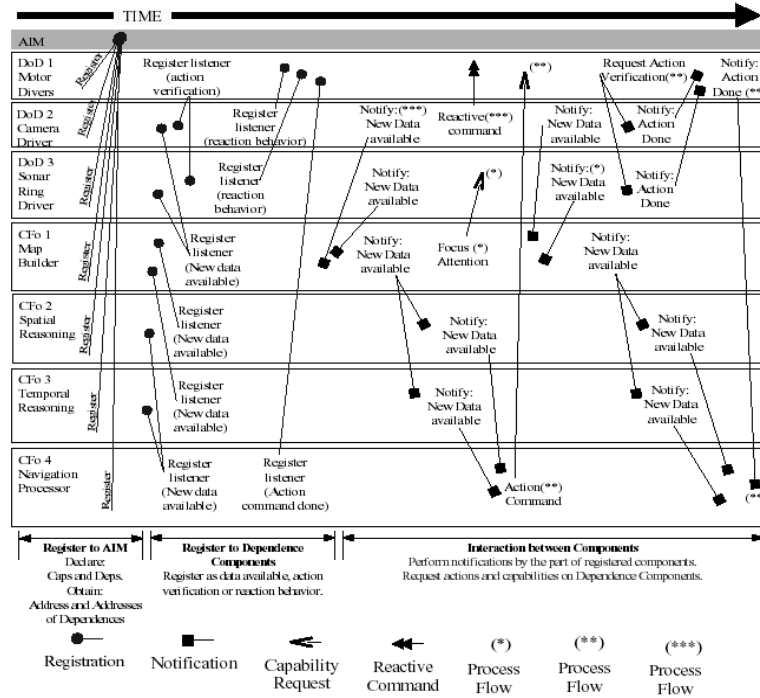 TIME
AIM
DoD 1
Motor
Divers
Register
Register listener
(action
verification)
(**)
Request Action
Verification(**)
Notify:
Action
Done (**
DoD 2
Camera
Driver
Register
Register
listener
(reaction behavior)
Notify:(***)
New Data
available
Reactive(***)
command
Notify:
New Data
available
Notify:
Action
Done
DoD 3
Sonar
Ring
Driver
Register
Register
listener
(reaction
behavior)
Notify:
New Data
available
(*)
Notify:(*)
New Data
available
Notify:
Action
Done
CFo 1
Map
Builder
Register
Register
listener
(New data
available)
Notify:
New Data
available
Focus (*)
Attention
Notify:
New Data
available
CFo 2
Spatial
Reasoning
Register
Register
listener
(New data
available)
Notify:
New Data
available
Notify:
New Data
available
CFo 3
Temporal
Reasoning
Register
Register
listener
(New data
available)
Notify:
New Data
available
Notify:
New Data
available
CFo 4
Navigation
Processor
Register
Register
listener
(New data
available)
Register
listener
(Action
command done)
Action(**)
Command
(**
Register to AIM
Declare:
Caps and Deps.
Obtain:
Address and Addresses
of Dependences
Register to Dependence
Components
Register as data available, action
verification or reaction behavior.
Interaction between Components
Perform notifications by the part of registered components.
Request actions and capabilities on Dependence Components.
Registration
Notification
Capability
Request
Reactive
Command
(*)
Process
Flow
(**)
Process
Flow
(***)
Process
Flow